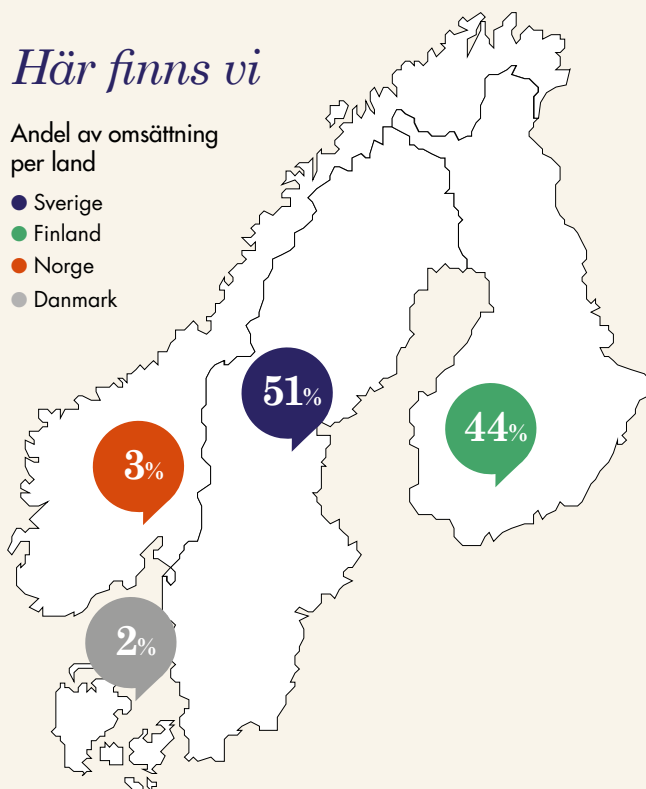 Här finns vi
Andel av omsättning
per land
Sverige
Finland
Norge
Danmark
51%
44%
3%
2%